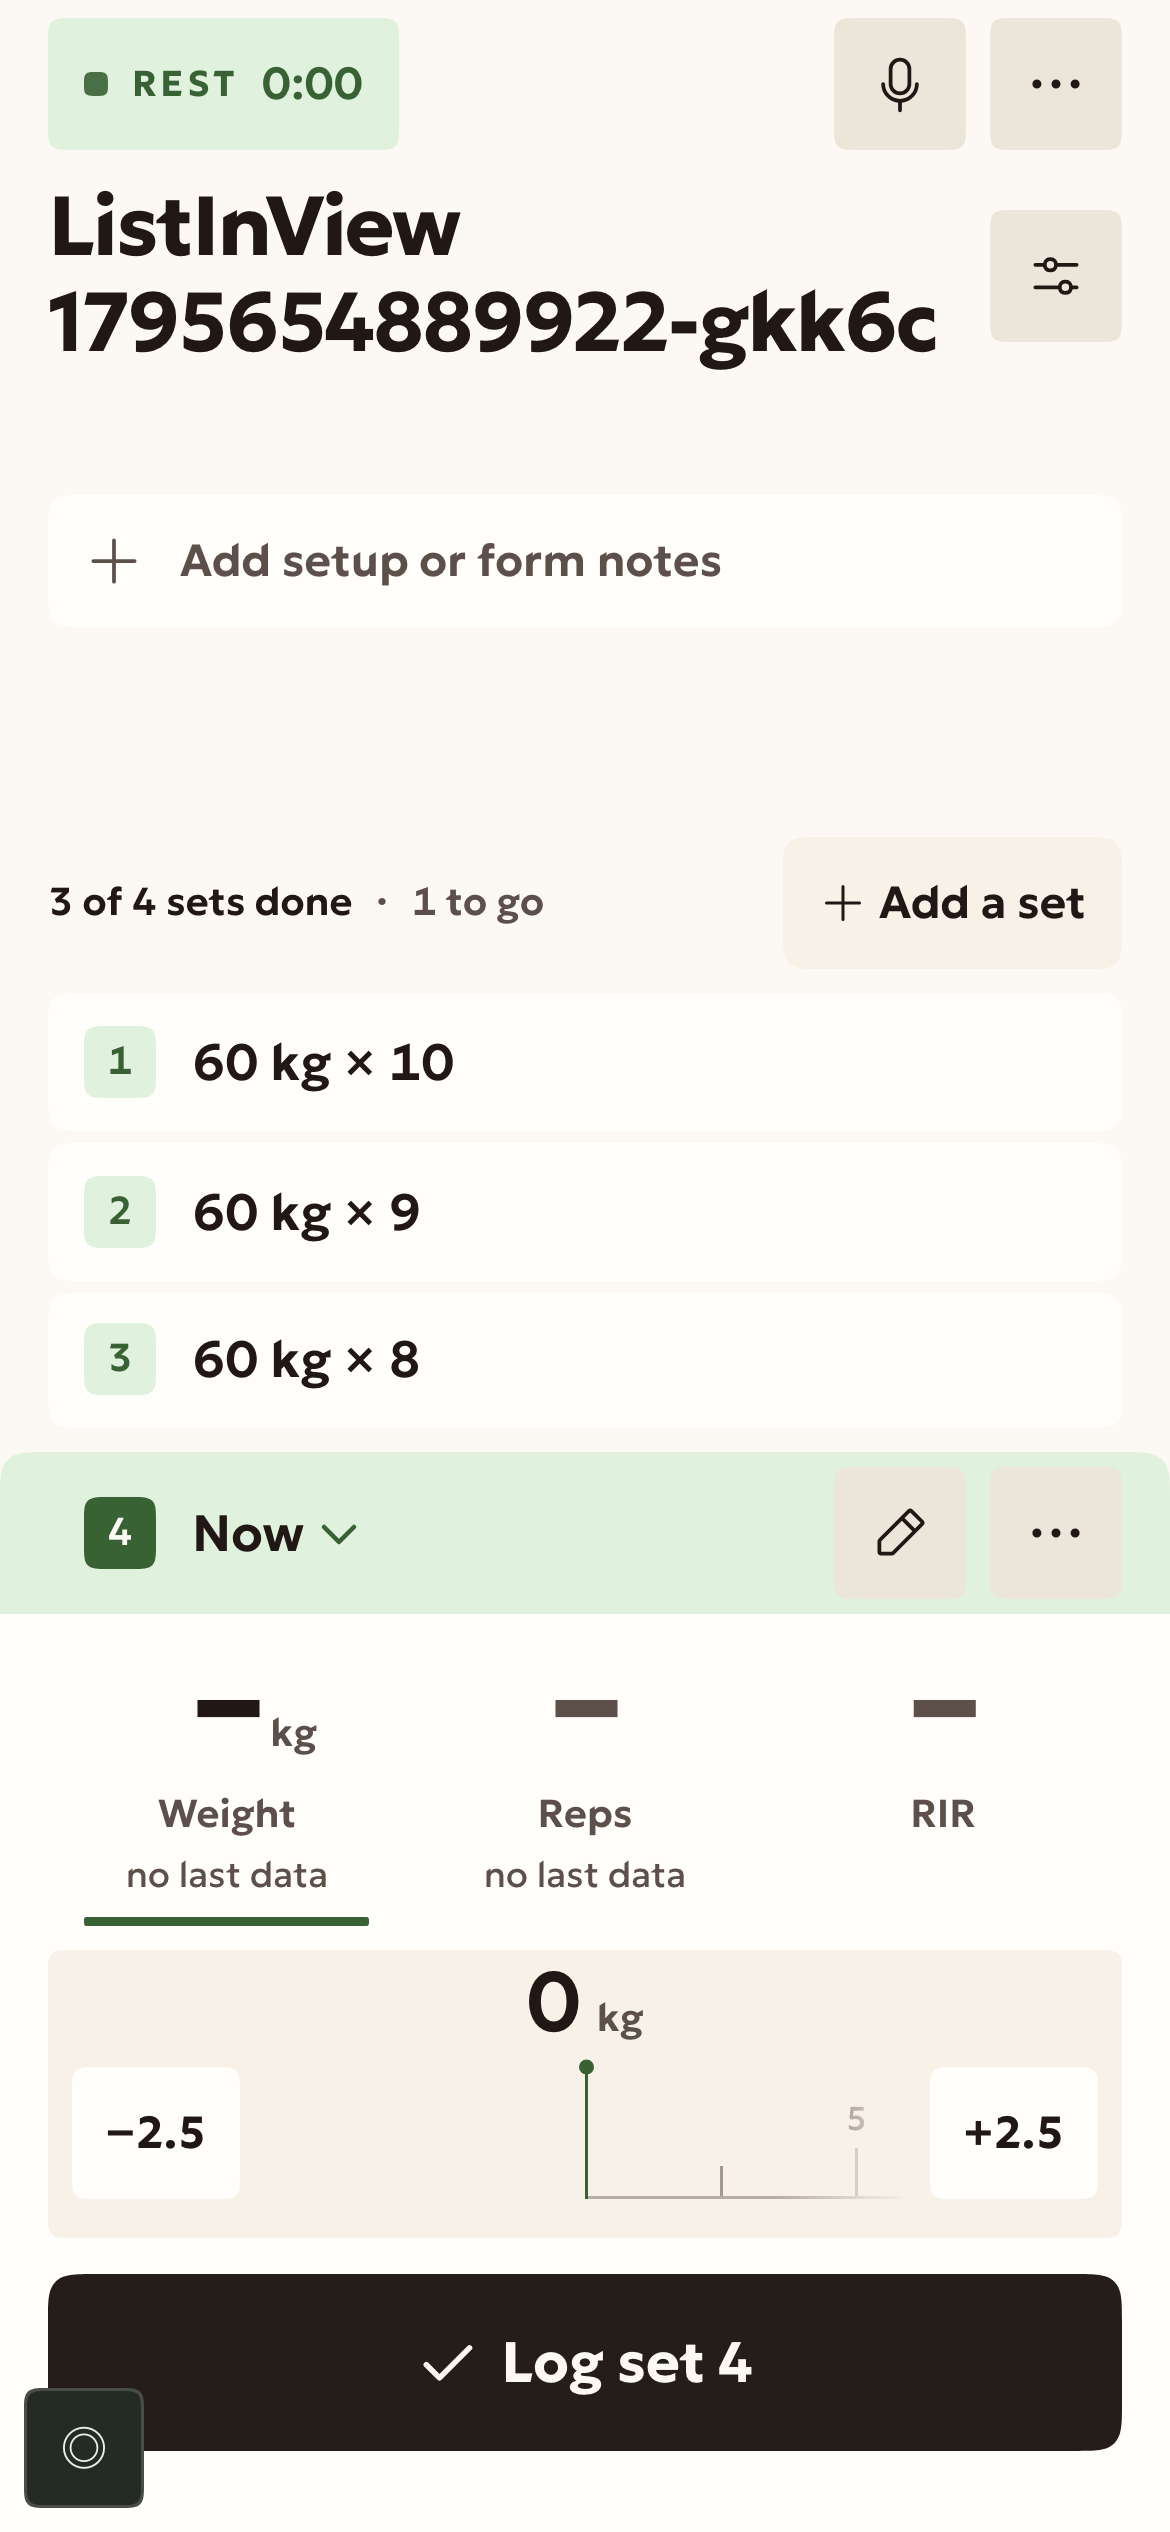 REST 0:00
ListInView
1795654889922-gkk6c
Add setup or form notes
3 of 4 sets done · 1 to go
+ Add a set
1 60 kg × 10
2 60 kg × 9
3 60 kg × 8
4 Now
– kg – –
Weight Reps RIR
no last data no last data
0 kg
5
−2.5 +2.5
Log set 4